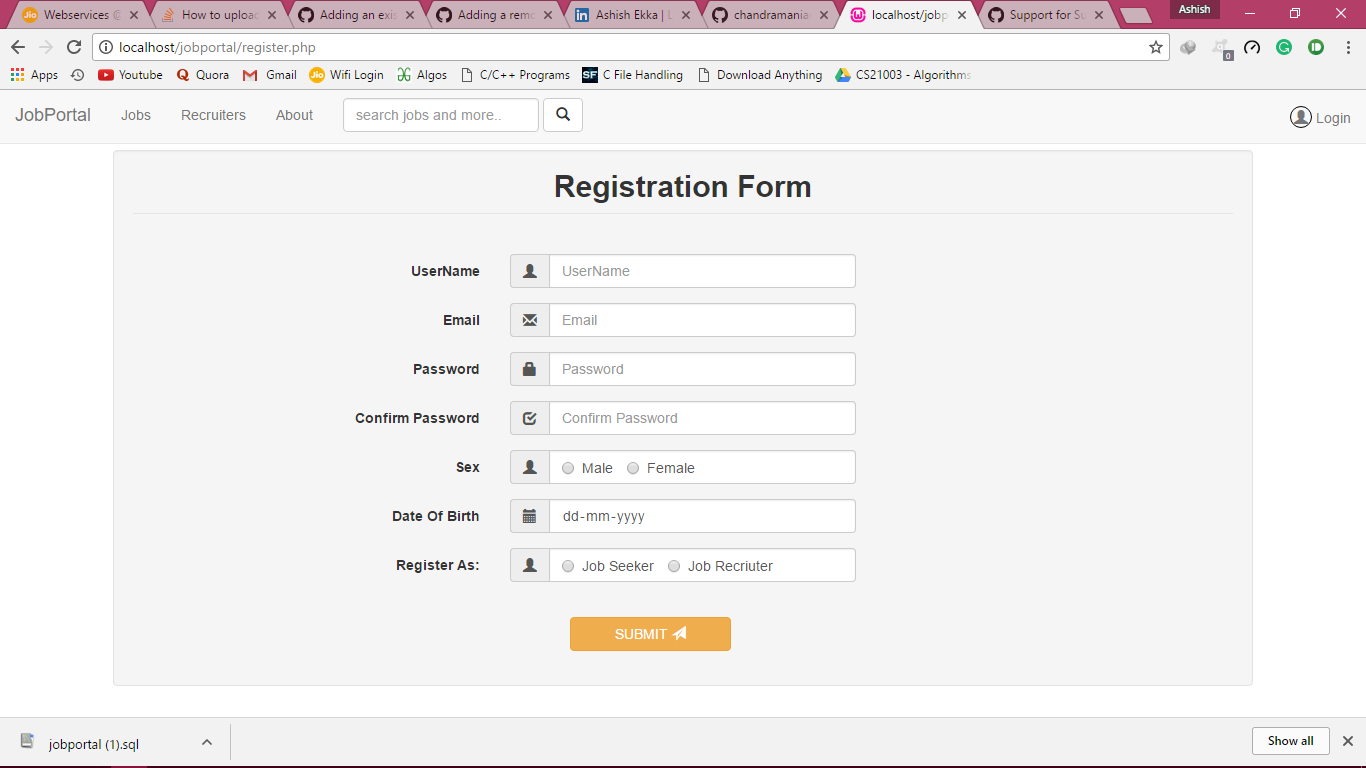 Ashish
Webservices @ How to uploa Adding an exis Adding a remo Ashish Ekka | L chandramania localhost/jobp Support for Su
localhost/jobportal/register.php
Apps Youtube Quora Gmail Jio Wifi Login Algos C/C++ Programs SF C File Handling Download Anything CS21003 - Algorithms
0
JobPortal Jobs Recruiters About search jobs and more.. Login
Registration Form
UserName UserName
Email Email
Password Password
Confirm Password Confirm Password
Sex Male Female
Date Of Birth dd-mm-yyyy
Register As: Job Seeker Job Recriuter
SUBMIT
jobportal (1).sql Show all